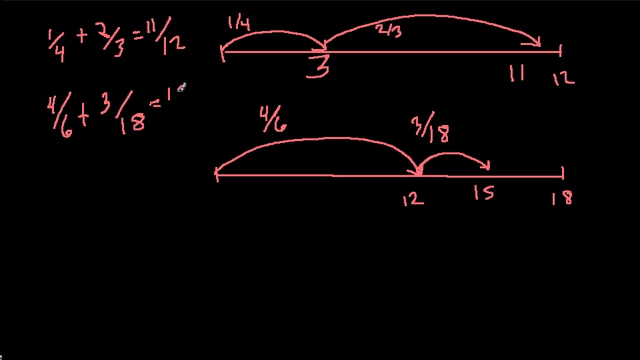 1/4 + 2/3 = 11/12
1/4 2/3
3 11 12
4/6 + 3/18 = 1
4/6 3/18
12 15 18